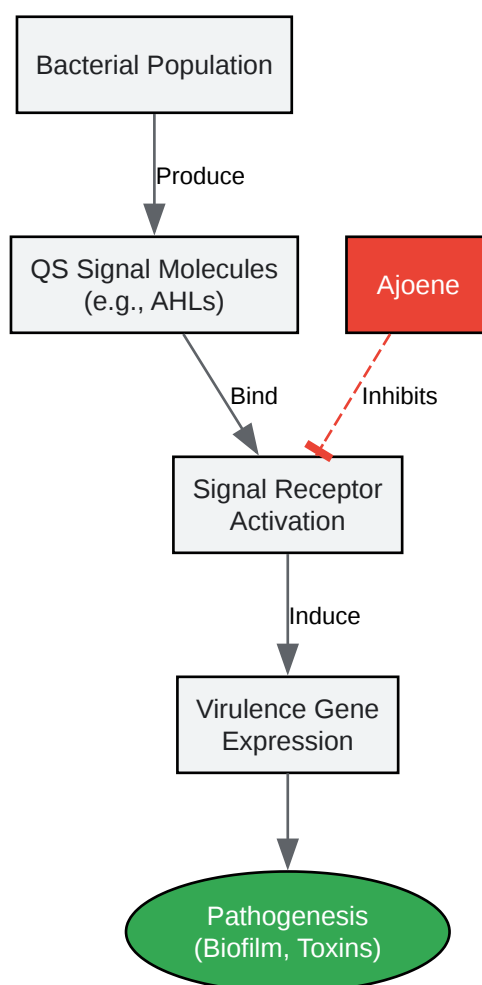 Bacterial Population
Produce
QS Signal Molecules
(e.g., AHLs)
Ajoene
Bind
Inhibits
Signal Receptor
Activation
Induce
Virulence Gene
Expression
Pathogenesis
(Biofilm, Toxins)